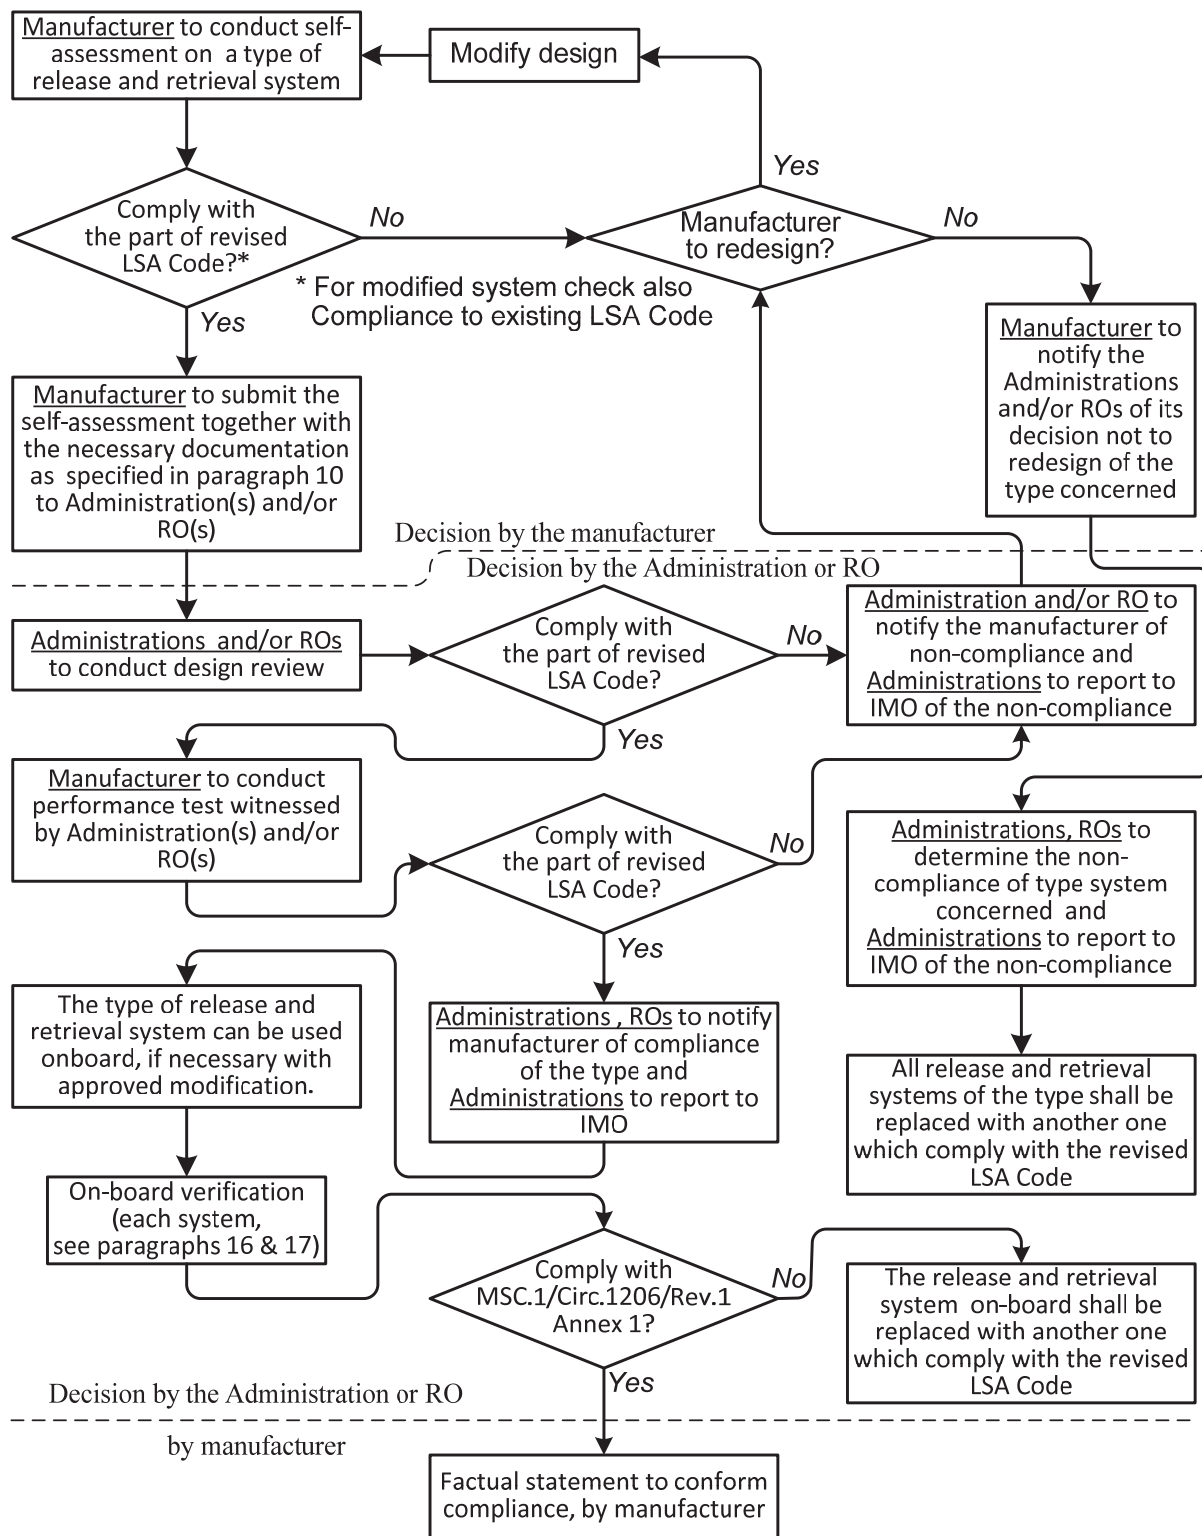 Manufacturer to conduct self-
assessment on a type of
release and retrieval system
Modify design
Yes
Comply with
the part of revised
LSA Code?*
No
Manufacturer
to redesign?
No
* For modified system check also
Compliance to existing LSA Code
Yes
Manufacturer to
notify the
Administrations
and/or ROs of its
decision not to
redesign of the
type concerned
Manufacturer to submit the
self-assessment together with
the necessary documentation
as specified in paragraph 10
to Administration(s) and/or
RO(s)
Decision by the manufacturer
Decision by the Administration or RO
Administrations and/or ROs
to conduct design review
Comply with
the part of revised
LSA Code?
No
Administration and/or RO to
notify the manufacturer of
non-compliance and
Administrations to report to
IMO of the non-compliance
Yes
Manufacturer to conduct
performance test witnessed
by Administration(s) and/or
RO(s)
Comply with
the part of revised
LSA Code?
No
Administrations, ROs to
determine the non-
compliance of type system
concerned and
Administrations to report to
IMO of the non-compliance
Yes
The type of release and
retrieval system can be used
onboard, if necessary with
approved modification.
Administrations , ROs to notify
manufacturer of compliance
of the type and
Administrations to report to
IMO
All release and retrieval
systems of the type shall be
replaced with another one
which comply with the revised
LSA Code
On-board verification
(each system,
see paragraphs 16 & 17)
Comply with
MSC.1/Circ.1206/Rev.1
Annex 1?
No
The release and retrieval
system on-board shall be
replaced with another one
which comply with the revised
LSA Code
Yes
Decision by the Administration or RO
by manufacturer
Factual statement to conform
compliance, by manufacturer